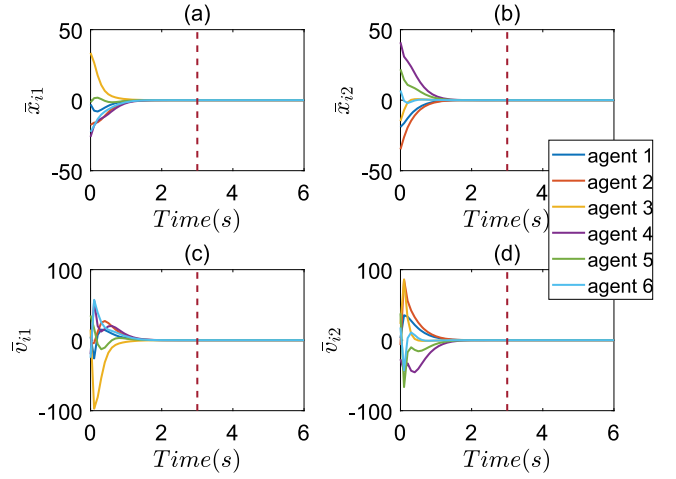 (a)
50
0
-50
x̄_{i1}
0 2 4 6
Time(s)
(b)
50
0
-50
x̄_{i2}
0 2 4 6
Time(s)
agent 1
agent 2
agent 3
agent 4
agent 5
agent 6
(c)
100
0
-100
v̄_{i1}
0 2 4 6
Time(s)
(d)
100
0
-100
v̄_{i2}
0 2 4 6
Time(s)